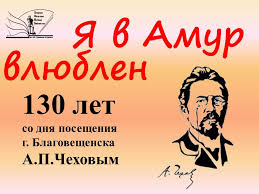 Я в Амур
влюблен
130 лет
со дня посещения
г. Благовещенска
А.П.Чеховым